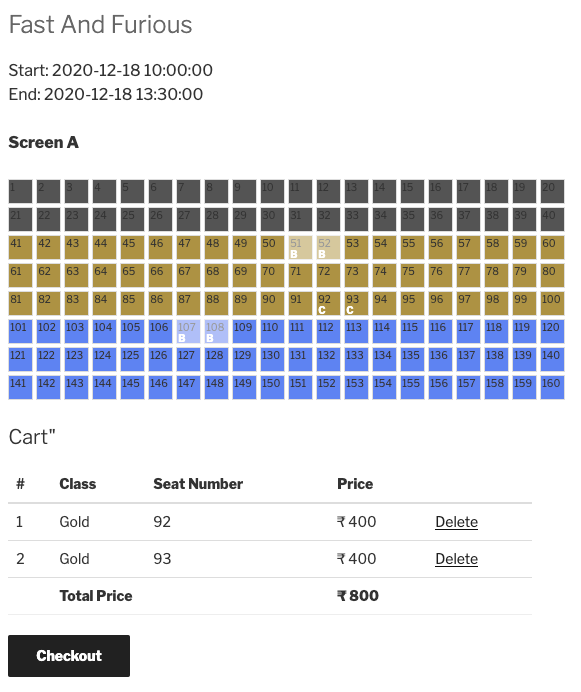 Fast And Furious
Start: 2020-12-18 10:00:00
End: 2020-12-18 13:30:00
Screen A
1 2 3 4 5 6 7 8 9 10 11 12 13 14 15 16 17 18 19 20
21 22 23 24 25 26 27 28 29 30 31 32 33 34 35 36 37 38 39 40
41 42 43 44 45 46 47 48 49 50 51 52 53 54 55 56 57 58 59 60
B B
61 62 63 64 65 66 67 68 69 70 71 72 73 74 75 76 77 78 79 80
81 82 83 84 85 86 87 88 89 90 91 92 93 94 95 96 97 98 99 100
C C
101 102 103 104 105 106 107 108 109 110 111 112 113 114 115 116 117 118 119 120
B B
121 122 123 124 125 126 127 128 129 130 131 132 133 134 135 136 137 138 139 140
141 142 143 144 145 146 147 148 149 150 151 152 153 154 155 156 157 158 159 160
Cart"
# Class Seat Number Price
1 Gold 92 ₹ 400 Delete
2 Gold 93 ₹ 400 Delete
Total Price ₹ 800
Checkout